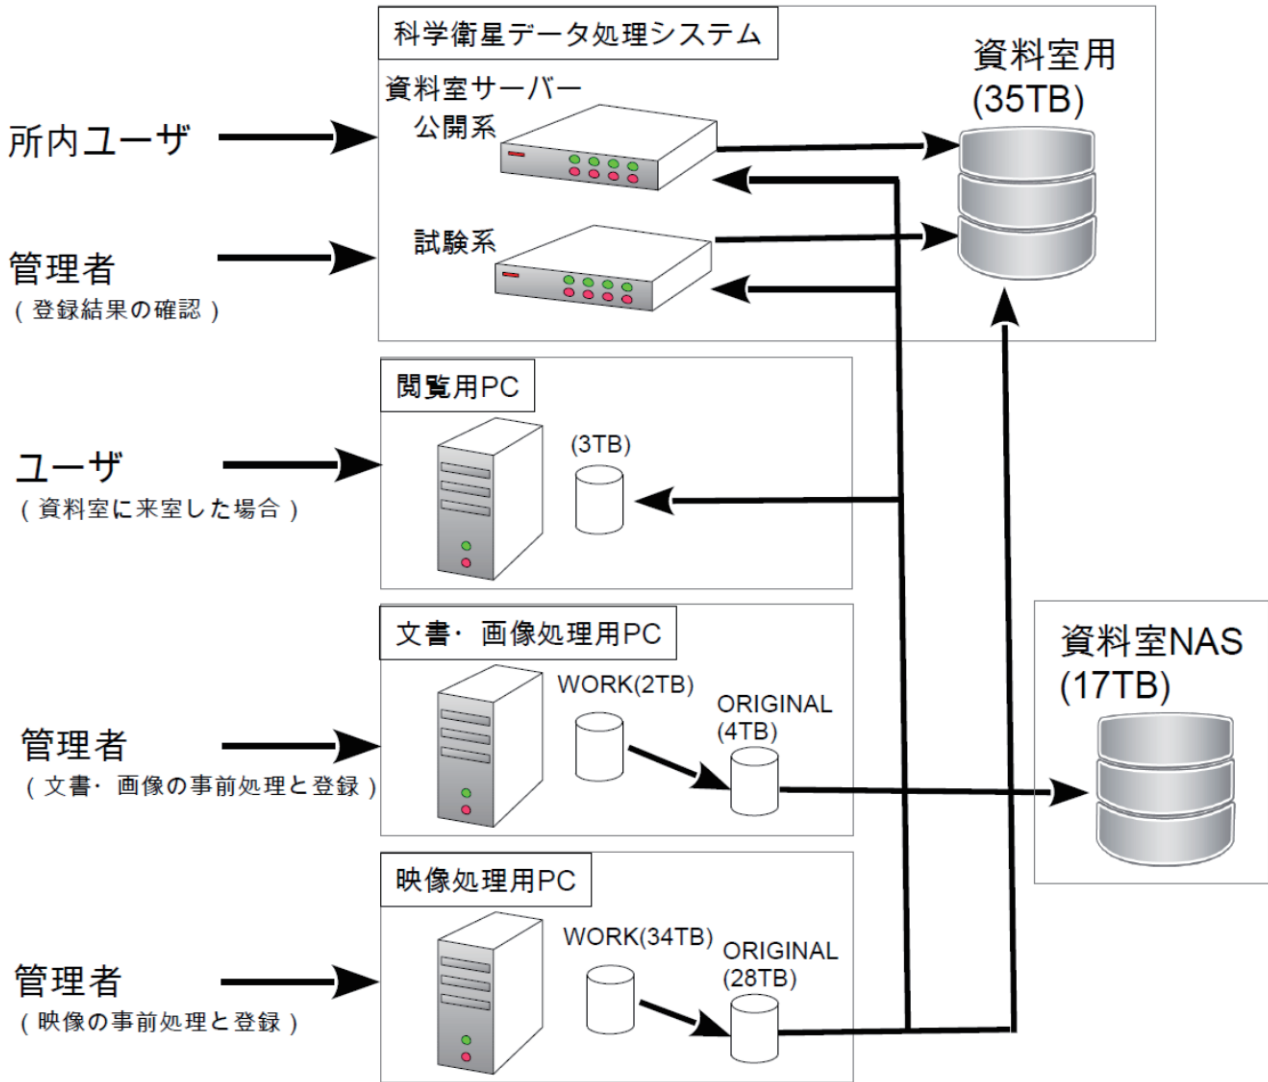 科学衛星データ処理システム
資料室サーバー
公開系
資料室用
(35TB)
所内ユーザ
試験系
管理者
(登録結果の確認)
閲覧用PC
(3TB)
ユーザ
(資料室に来室した場合)
文書・画像処理用PC
WORK(2TB)
ORIGINAL
(4TB)
資料室NAS
(17TB)
管理者
(文書・画像の事前処理と登録)
映像処理用PC
WORK(34TB)
ORIGINAL
(28TB)
管理者
(映像の事前処理と登録)